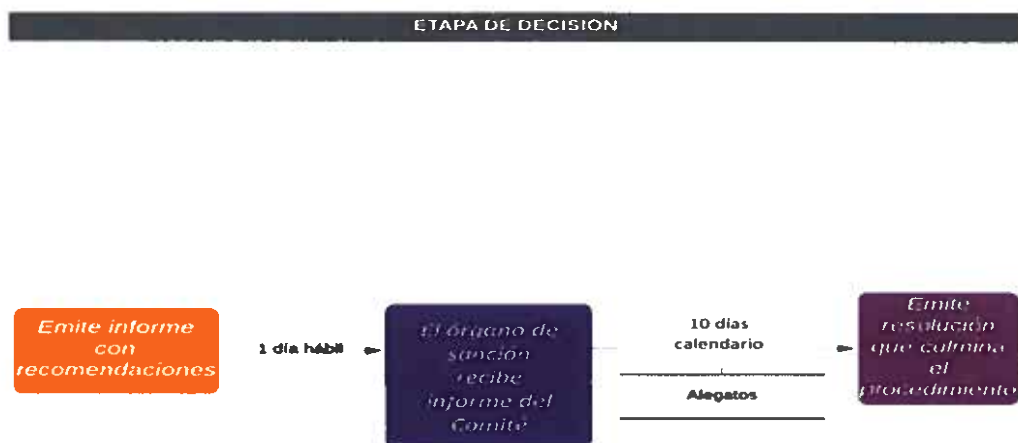 ETAPA DE DECISIÓN
Emite informe
con
recomendaciones
1 día hábil
El órgano de
sanción
recibe
informe del
Comité
10 días
calendario
Alegatos
Emite
resolución
que culmina
el
procedimiento